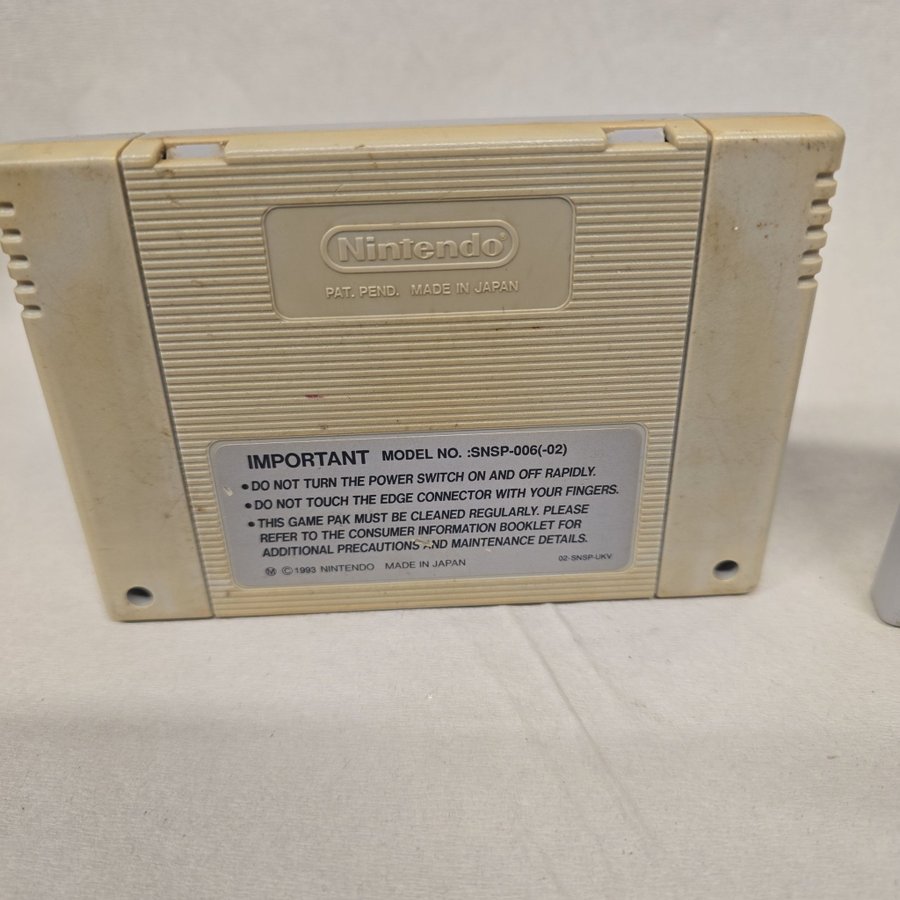 Nintendo®
PAT. PEND. MADE IN JAPAN
IMPORTANT MODEL NO. :SNSP-006(-02)
• DO NOT TURN THE POWER SWITCH ON AND OFF RAPIDLY.
• DO NOT TOUCH THE EDGE CONNECTOR WITH YOUR FINGERS.
• THIS GAME PAK MUST BE CLEANED REGULARLY. PLEASE
REFER TO THE CONSUMER INFORMATION BOOKLET FOR
ADDITIONAL PRECAUTIONS AND MAINTENANCE DETAILS.
Ⓜ © 1993 NINTENDO MADE IN JAPAN
02-SNSP-UKV